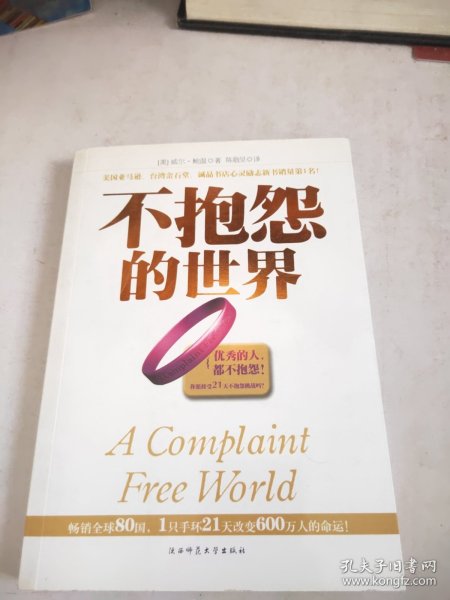 [美] 威尔·鲍温◎著 陈敬旻◎译
美国亚马逊、台湾金石堂、诚品书店心灵励志新书销量第1名!
不抱怨
的世界
Complaint Free
优秀的人，
都不抱怨!
你能接受21天不抱怨挑战吗?
A Complaint
Free World
畅销全球80国，1只手环21天改变600万人的命运!
陕西师范大学出版社
孔夫子旧书网
www.kongfz.com